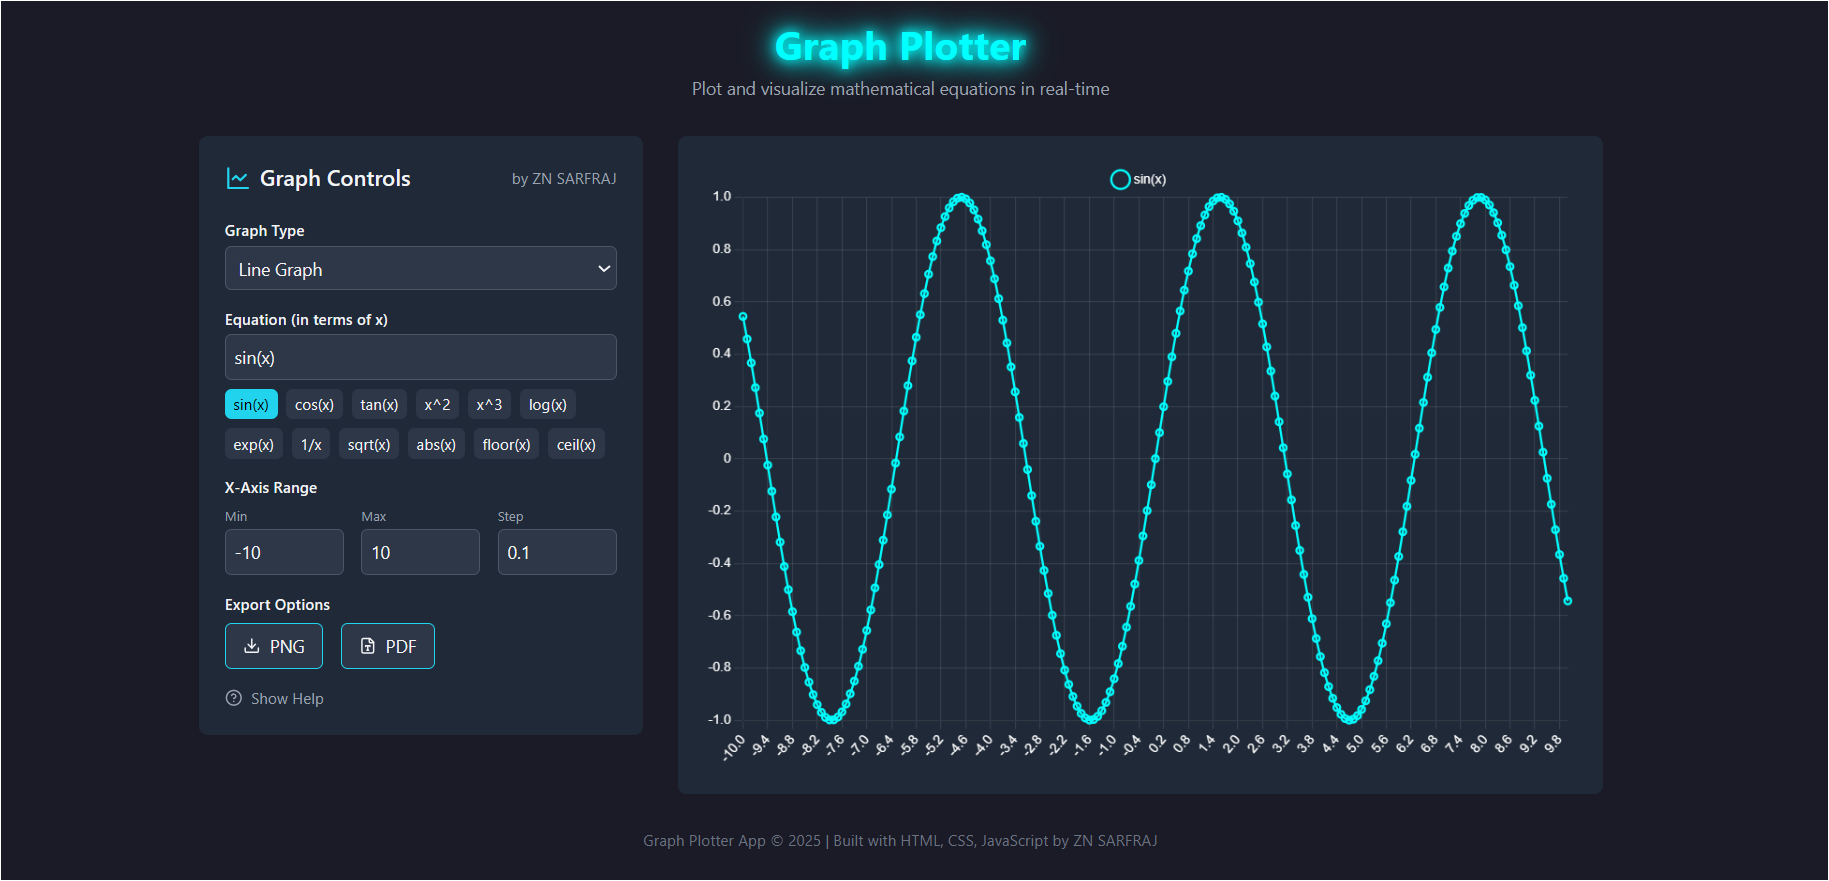 Graph Plotter
Plot and visualize mathematical equations in real-time
Graph Controls
by ZN SARFRAJ
Graph Type
Line Graph
Equation (in terms of x)
sin(x)
sin(x) cos(x) tan(x) x^2 x^3 log(x)
exp(x) 1/x sqrt(x) abs(x) floor(x) ceil(x)
X-Axis Range
Min Max Step
-10 10 0.1
Export Options
PNG PDF
Show Help
sin(x)
1.0
0.8
0.6
0.4
0.2
0
-0.2
-0.4
-0.6
-0.8
-1.0
-10.0 -9.4 -8.8 -8.2 -7.6 -7.0 -6.4 -5.8 -5.2 -4.6 -4.0 -3.4 -2.8 -2.2 -1.6 -1.0 -0.4 0.2 0.8 1.4 2.0 2.6 3.2 3.8 4.4 5.0 5.6 6.2 6.8 7.4 8.0 8.6 9.2 9.8
Graph Plotter App © 2025 | Built with HTML, CSS, JavaScript by ZN SARFRAJ